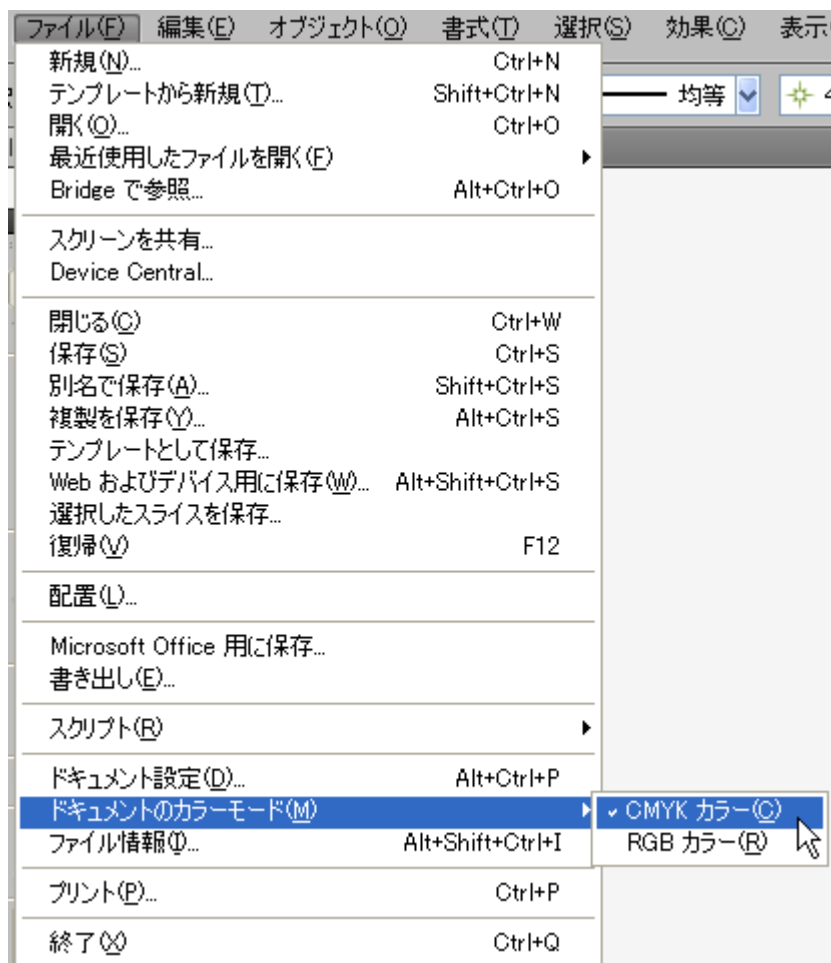 ファイル(F) 編集(E) オブジェクト(O) 書式(T) 選択(S) 効果(C) 表示
新規(N)... Ctrl+N
テンプレートから新規(T)... Shift+Ctrl+N
均等
開く(O)... Ctrl+O
最近使用したファイルを開く(F)
Bridge で参照... Alt+Ctrl+O
スクリーンを共有...
Device Central...
閉じる(C) Ctrl+W
保存(S) Ctrl+S
別名で保存(A)... Shift+Ctrl+S
複製を保存(Y)... Alt+Ctrl+S
テンプレートとして保存...
Web およびデバイス用に保存(W)... Alt+Shift+Ctrl+S
選択したスライスを保存...
復帰(V) F12
配置(L)...
Microsoft Office 用に保存...
書き出し(E)...
スクリプト(R)
ドキュメント設定(D)... Alt+Ctrl+P
ドキュメントのカラーモード(M) CMYK カラー(C)
ファイル情報(I)... Alt+Shift+Ctrl+I RGB カラー(R)
プリント(P)... Ctrl+P
終了(X) Ctrl+Q